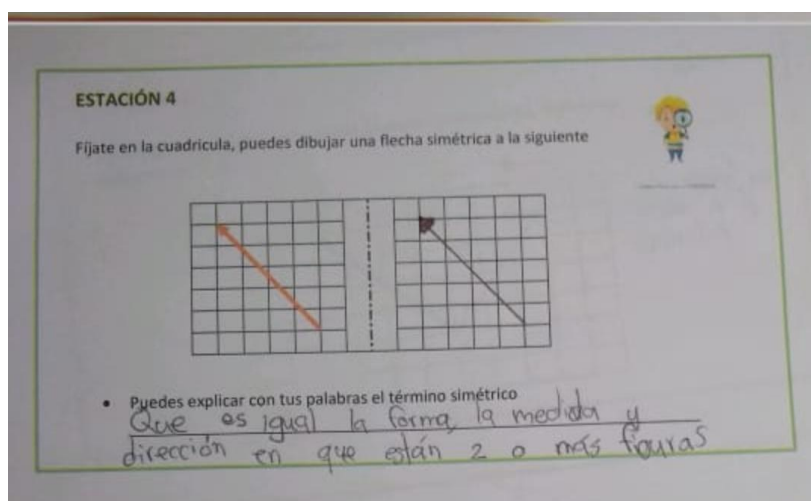 ESTACIÓN 4
Fíjate en la cuadricula, puedes dibujar una flecha simétrica a la siguiente
• Puedes explicar con tus palabras el término simétrico
Que es igual la forma, la medida y
dirección en que están 2 o más figuras